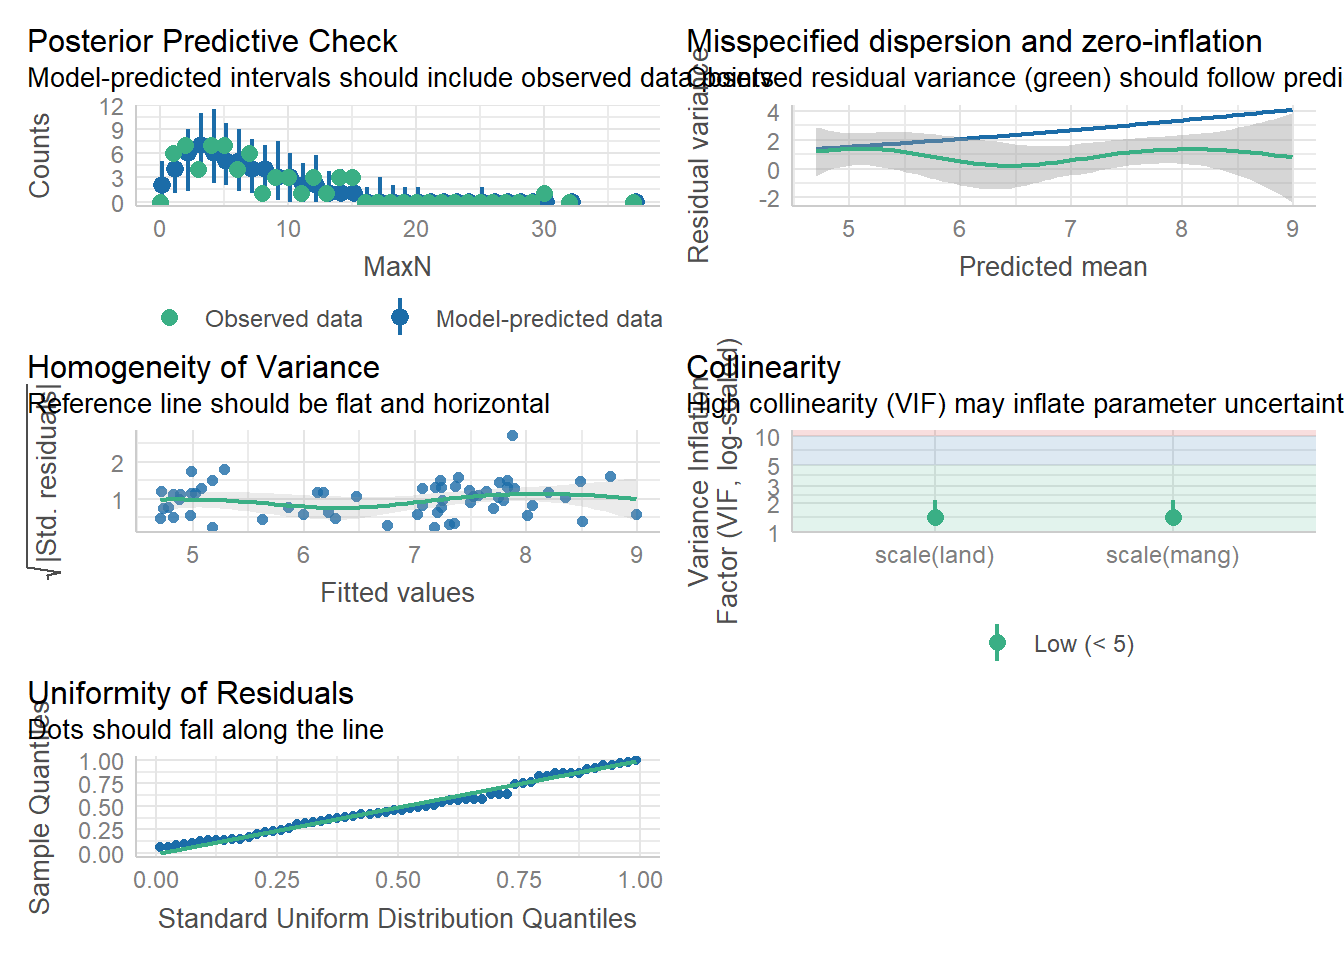 Posterior Predictive Check
Model-predicted intervals should include observed data points
Counts
12
9
6
3
0
0 10 20 30
MaxN
Observed data Model-predicted data
Misspecified dispersion and zero-inflation
Observed residual variance (green) should follow predi
Residual variance
4
2
0
-2
5 6 7 8 9
Predicted mean
Homogeneity of Variance
Reference line should be flat and horizontal
√|Std. residuals|
2
1
5 6 7 8 9
Fitted values
Collinearity
High collinearity (VIF) may inflate parameter uncertaint
Variance Inflation
Factor (VIF, log-scaled)
10
5
3
2
1
scale(land) scale(mang)
Low (< 5)
Uniformity of Residuals
Dots should fall along the line
Sample Quantiles
1.00
0.75
0.50
0.25
0.00
0.00 0.25 0.50 0.75 1.00
Standard Uniform Distribution Quantiles